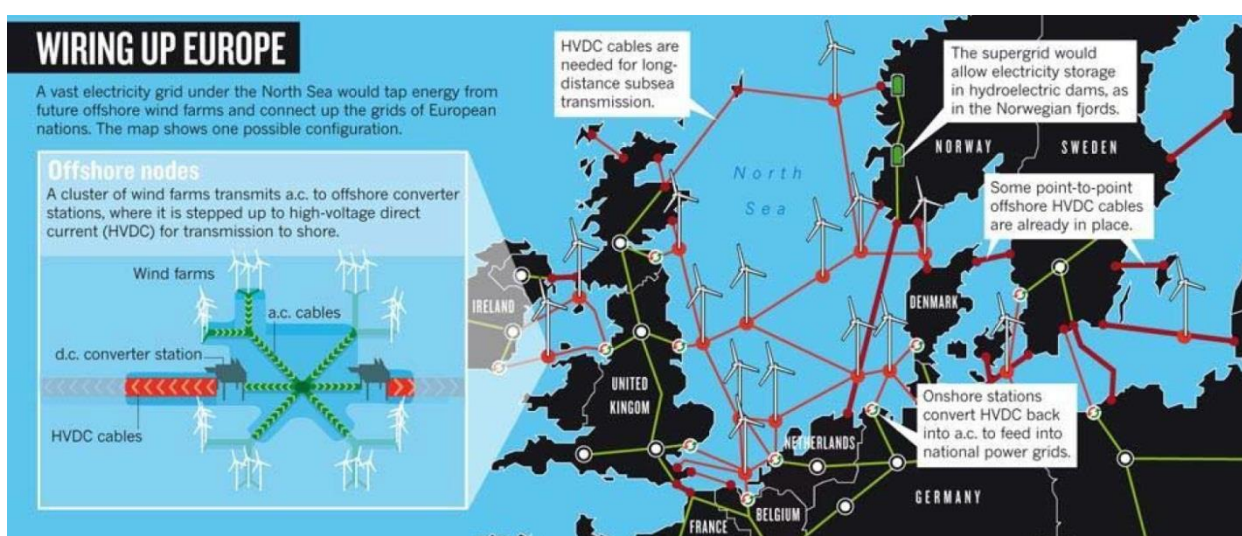 WIRING UP EUROPE
A vast electricity grid under the North Sea would tap energy from
future offshore wind farms and connect up the grids of European
nations. The map shows one possible configuration.
Offshore nodes
A cluster of wind farms transmits a.c. to offshore converter
stations, where it is stepped up to high-voltage direct
current (HVDC) for transmission to shore.
Wind farms
a.c. cables
d.c. converter station
HVDC cables
HVDC cables are
needed for long-
distance subsea
transmission.
The supergrid would
allow electricity storage
in hydroelectric dams, as
in the Norwegian fjords.
NORWAY
SWEDEN
North
Sea
Some point-to-point
offshore HVDC cables
are already in place.
IRELAND
DENMARK
UNITED
KINGOM
Onshore stations
convert HVDC back
into a.c. to feed into
national power grids.
NETHERLANDS
GERMANY
BELGIUM
FRANCE